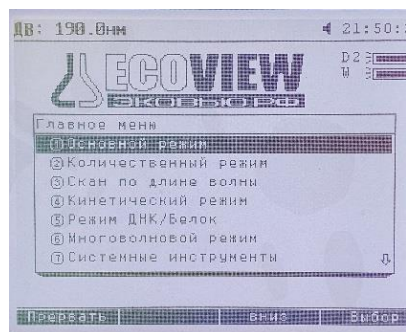 ДВ: 190.0нм 21:50:
D2
W
ECOVIEW
ЭКОВЬЮ.РФ
Главное меню
①Основной режим
②Количественный режим
③Скан по длине волны
④Кинетический режим
⑤Режим ДНК/Белок
⑥Многоволновой режим
⑦Системные инструменты
Прервать вниз Выбор